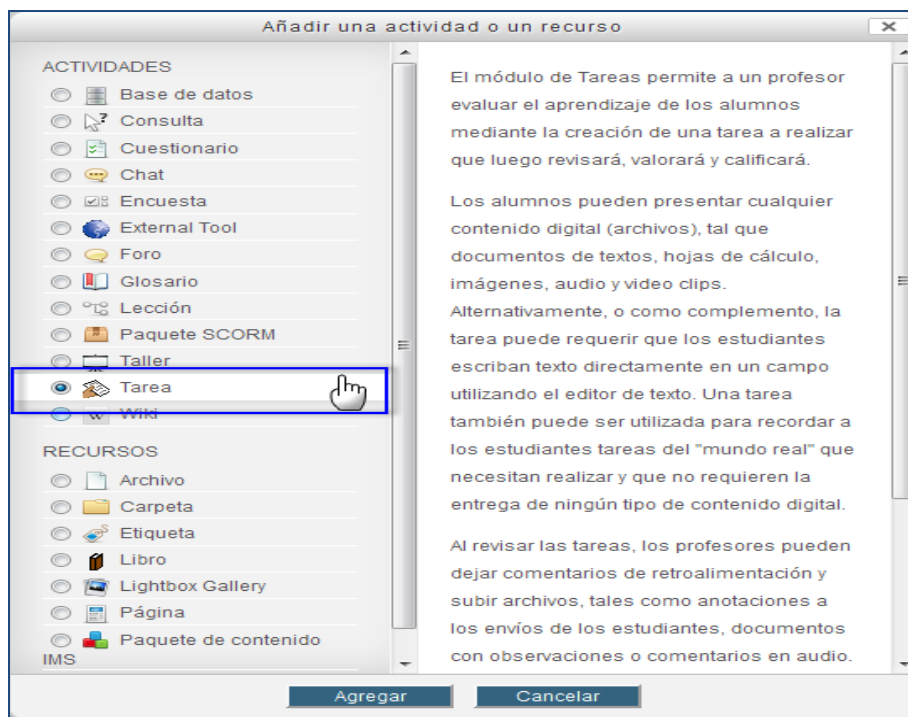 Añadir una actividad o un recurso
ACTIVIDADES
Base de datos
Consulta
Cuestionario
Chat
Encuesta
External Tool
Foro
Glosario
Lección
Paquete SCORM
Taller
Tarea
Wiki
RECURSOS
Archivo
Carpeta
Etiqueta
Libro
Lightbox Gallery
Página
Paquete de contenido
IMS
El módulo de Tareas permite a un profesor
evaluar el aprendizaje de los alumnos
mediante la creación de una tarea a realizar
que luego revisará, valorará y calificará.
Los alumnos pueden presentar cualquier
contenido digital (archivos), tal que
documentos de textos, hojas de cálculo,
imágenes, audio y video clips.
Alternativamente, o como complemento, la
tarea puede requerir que los estudiantes
escriban texto directamente en un campo
utilizando el editor de texto. Una tarea
también puede ser utilizada para recordar a
los estudiantes tareas del "mundo real" que
necesitan realizar y que no requieren la
entrega de ningún tipo de contenido digital.
Al revisar las tareas, los profesores pueden
dejar comentarios de retroalimentación y
subir archivos, tales como anotaciones a
los envíos de los estudiantes, documentos
con observaciones o comentarios en audio.
Agregar
Cancelar